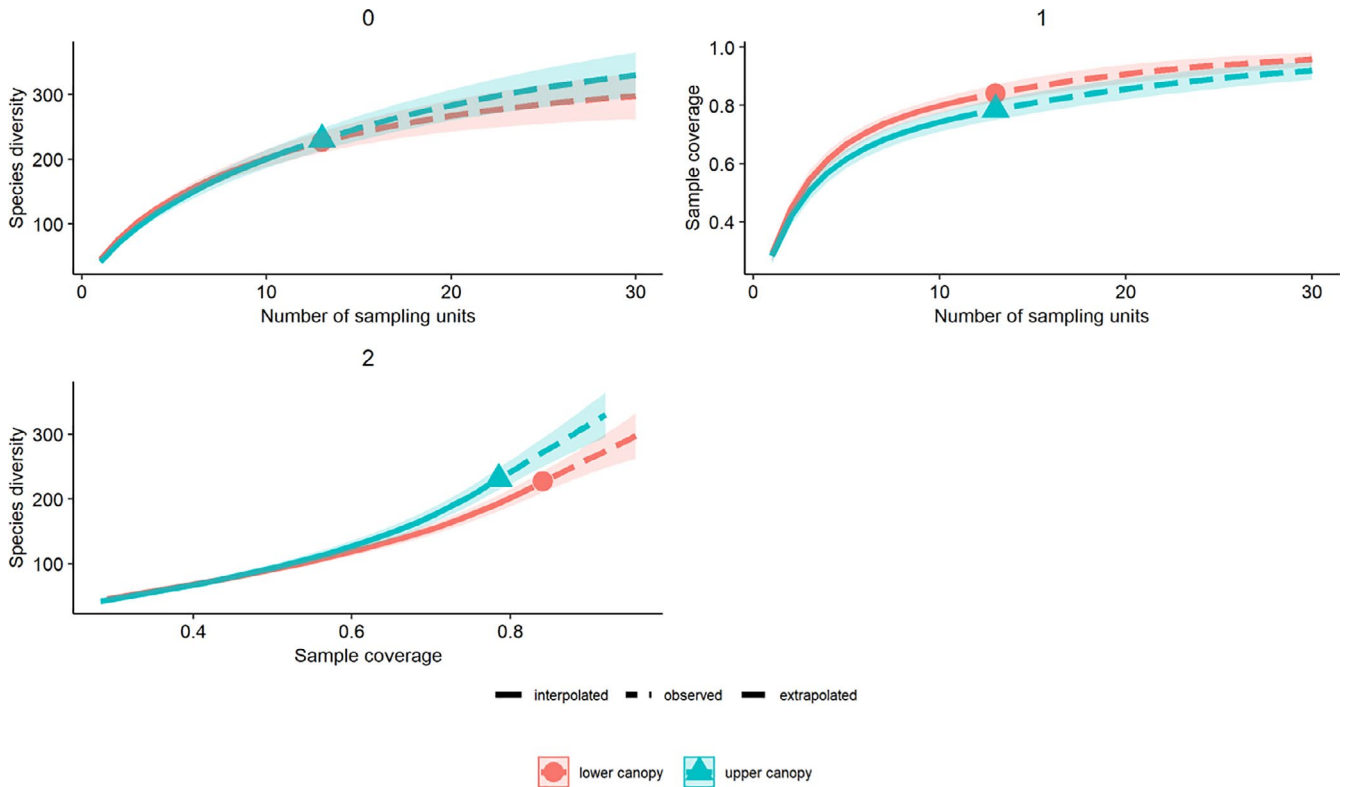 0
Species diversity
300
200
100
0 10 20 30
Number of sampling units
1
Sample coverage
1.0
0.8
0.6
0.4
0 10 20 30
Number of sampling units
2
Species diversity
300
200
100
0.4 0.6 0.8
Sample coverage
interpolated observed extrapolated
lower canopy upper canopy